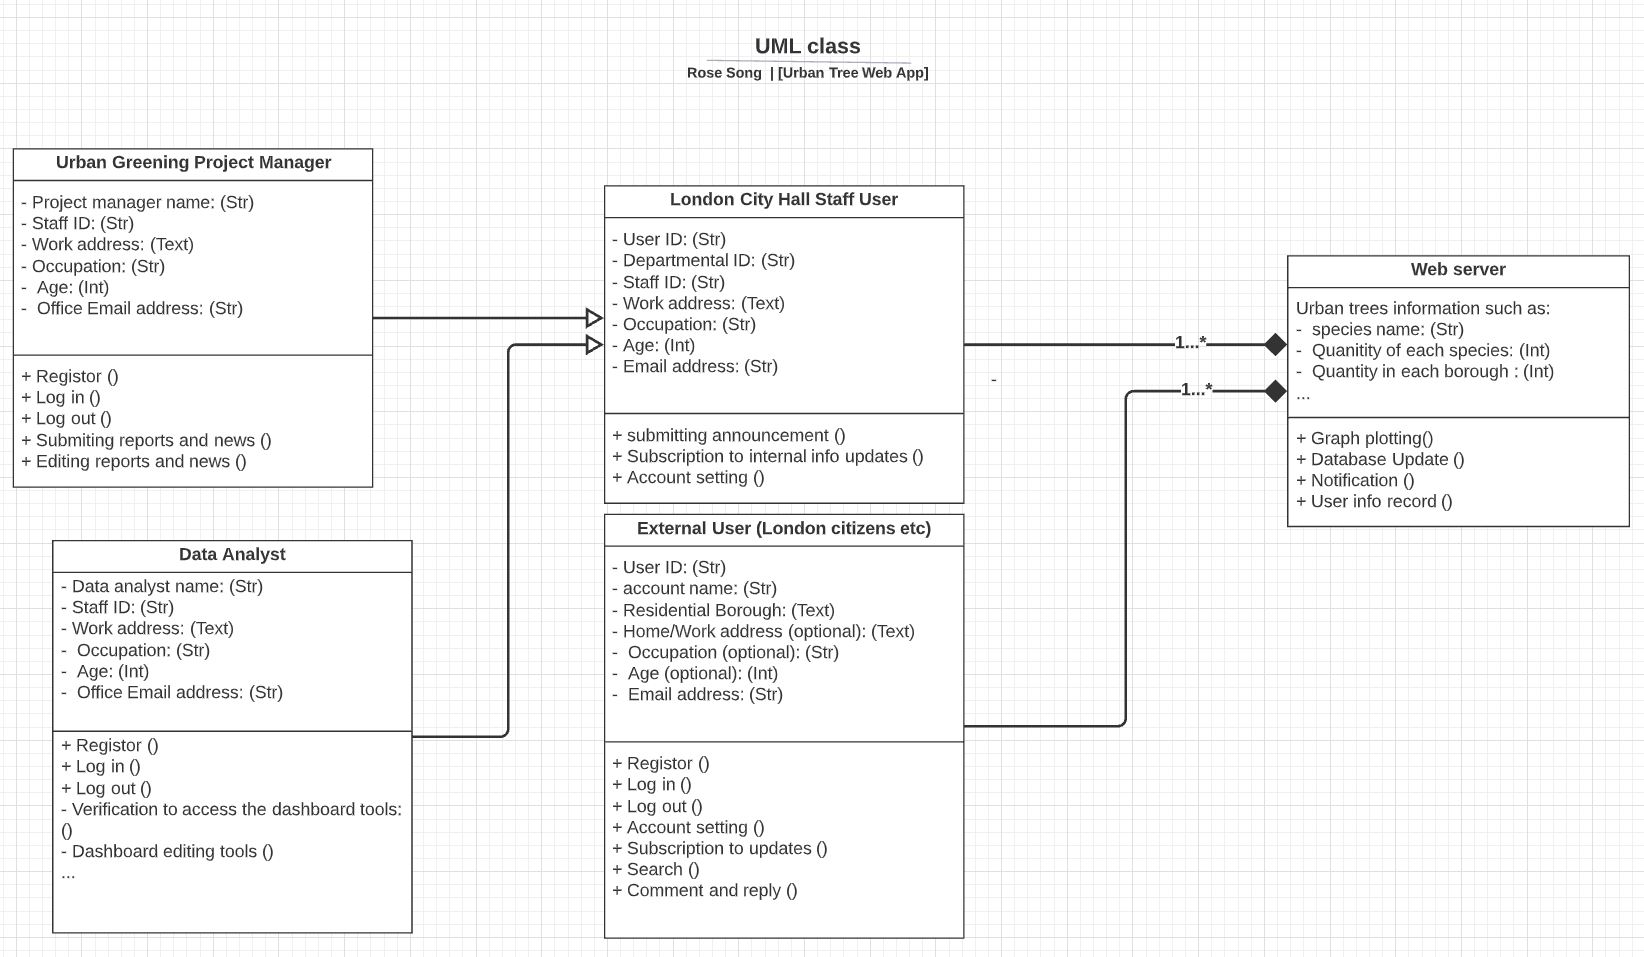 UML class
Rose Song | [Urban Tree Web App]
Urban Greening Project Manager
- Project manager name: (Str)
- Staff ID: (Str)
- Work address: (Text)
- Occupation: (Str)
- Age: (Int)
- Office Email address: (Str)
+ Registor ()
+ Log in ()
+ Log out ()
+ Submiting reports and news ()
+ Editing reports and news ()
Data Analyst
- Data analyst name: (Str)
- Staff ID: (Str)
- Work address: (Text)
- Occupation: (Str)
- Age: (Int)
- Office Email address: (Str)
+ Registor ()
+ Log in ()
+ Log out ()
- Verification to access the dashboard tools:
()
- Dashboard editing tools ()
...
London City Hall Staff User
- User ID: (Str)
- Departmental ID: (Str)
- Staff ID: (Str)
- Work address: (Text)
- Occupation: (Str)
- Age: (Int)
- Email address: (Str)
+ submitting announcement ()
+ Subscription to internal info updates ()
+ Account setting ()
External User (London citizens etc)
- User ID: (Str)
- account name: (Str)
- Residential Borough: (Text)
- Home/Work address (optional): (Text)
- Occupation (optional): (Str)
- Age (optional): (Int)
- Email address: (Str)
+ Registor ()
+ Log in ()
+ Log out ()
+ Account setting ()
+ Subscription to updates ()
+ Search ()
+ Comment and reply ()
1...*
-
1...*
Web server
Urban trees information such as:
- species name: (Str)
- Quanitity of each species: (Int)
- Quantity in each borough : (Int)
...
+ Graph plotting()
+ Database Update ()
+ Notification ()
+ User info record ()